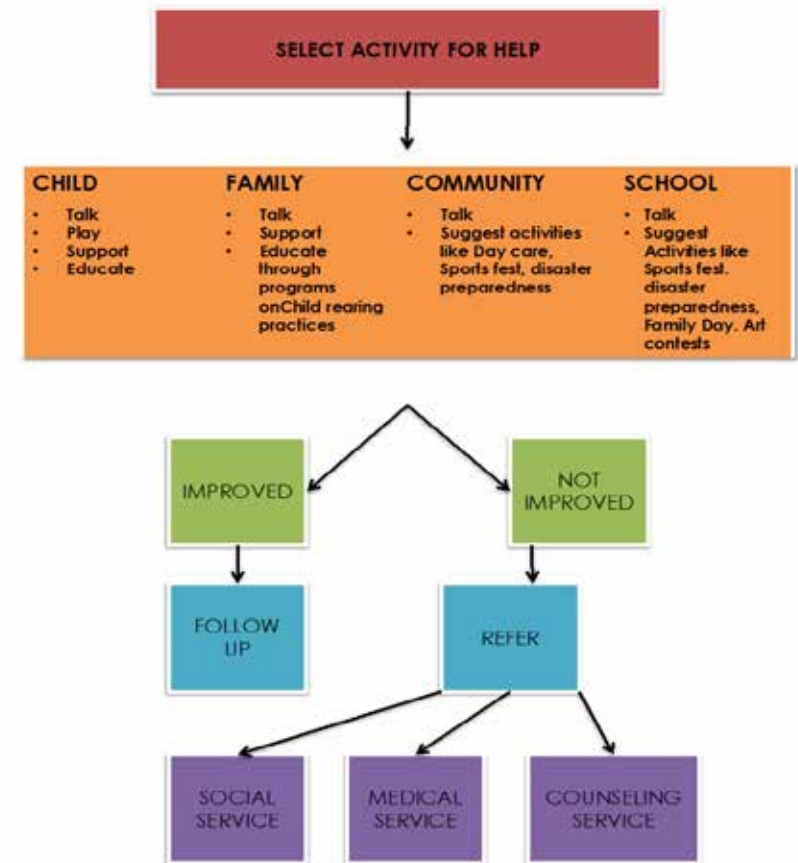 SELECT ACTIVITY FOR HELP
CHILD
• Talk
• Play
• Support
• Educate
FAMILY
• Talk
• Support
• Educate
through
programs
onChild rearing
practices
COMMUNITY
• Talk
• Suggest activities
like Day care,
Sports fest, disaster
preparedness
SCHOOL
• Talk
• Suggest
Activities like
Sports fest.
disaster
preparedness,
Family Day. Art
contests
IMPROVED
NOT
IMPROVED
FOLLOW
UP
REFER
SOCIAL
SERVICE
MEDICAL
SERVICE
COUNSELING
SERVICE